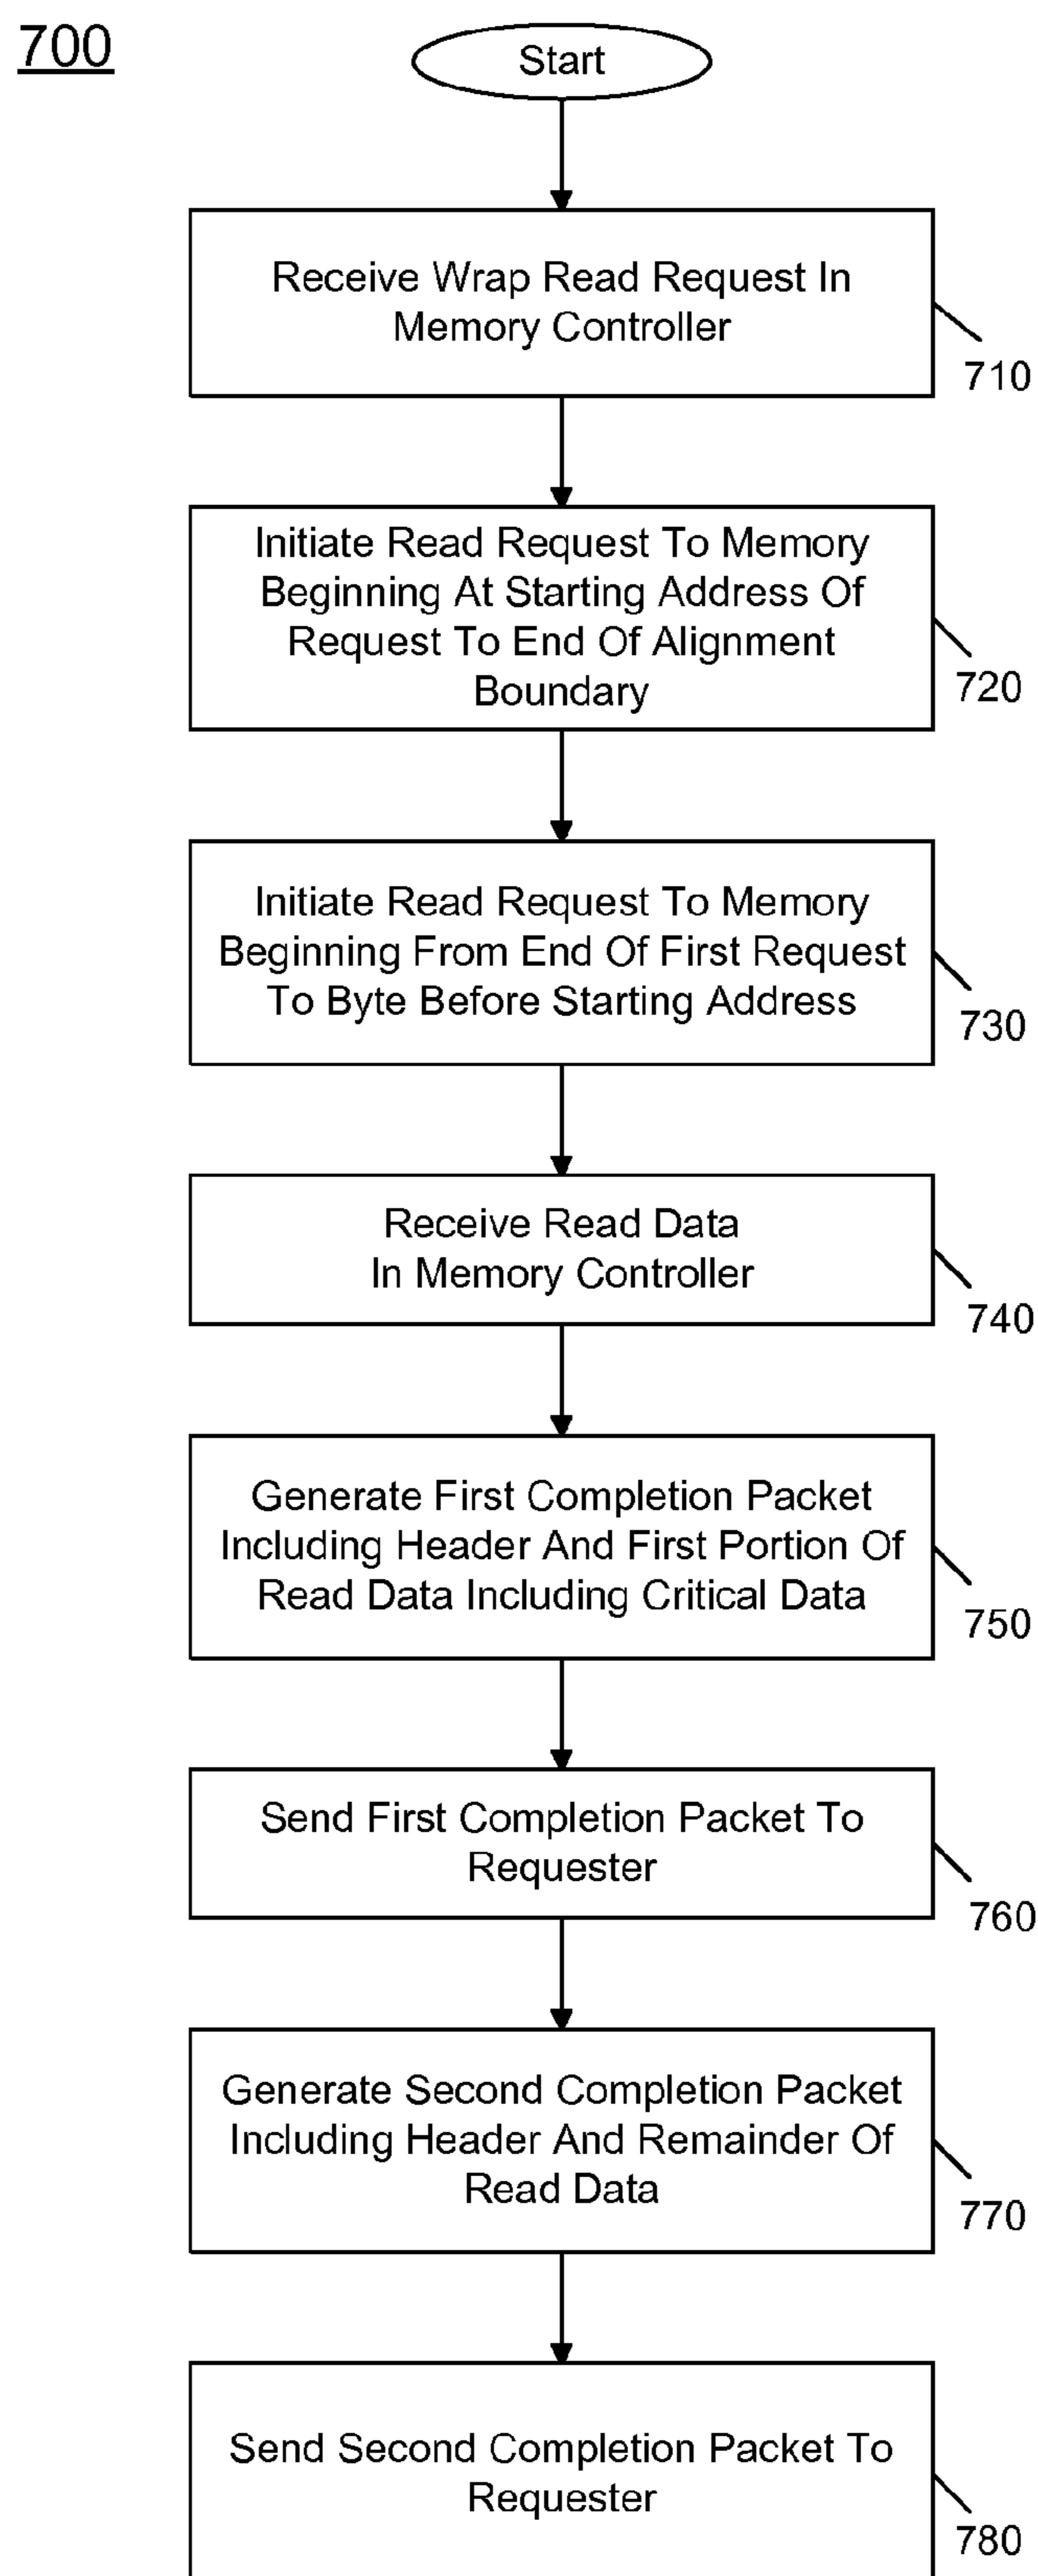 700
Start
Receive Wrap Read Request In
Memory Controller
710
Initiate Read Request To Memory
Beginning At Starting Address Of
Request To End Of Alignment
Boundary
720
Initiate Read Request To Memory
Beginning From End Of First Request
To Byte Before Starting Address
730
Receive Read Data
In Memory Controller
740
Generate First Completion Packet
Including Header And First Portion Of
Read Data Including Critical Data
750
Send First Completion Packet To
Requester
760
Generate Second Completion Packet
Including Header And Remainder Of
Read Data
770
Send Second Completion Packet To
Requester
780